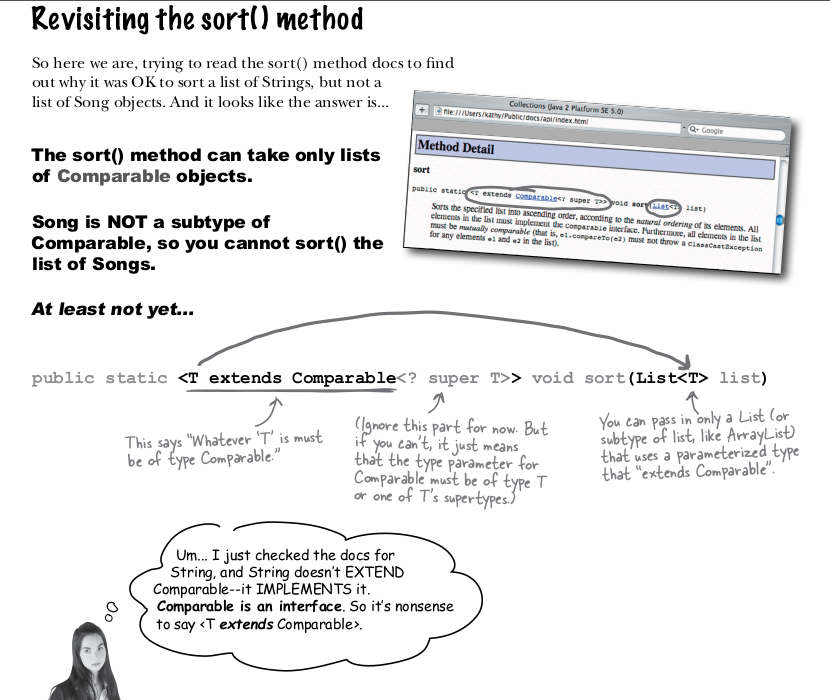 Revisiting the sort() method
So here we are, trying to read the sort() method docs to find
out why it was OK to sort a list of Strings, but not a
list of Song objects. And it looks like the answer is...
The sort() method can take only lists
of Comparable objects.
Song is NOT a subtype of
Comparable, so you cannot sort() the
list of Songs.
At least not yet...
Collections (Java 2 Platform SE 5.0)
file:///Users/kathy/Public/docs/api/index.html
Google
Method Detail
sort
public static <T extends Comparable<? super T>> void sort(List<T> list)
Sorts the specified list into ascending order, according to the natural ordering of its elements. All
elements in the list must implement the Comparable interface. Furthermore, all elements in the list
must be mutually comparable (that is, e1.compareTo(e2) must not throw a ClassCastException
for any elements e1 and e2 in the list).
public static <T extends Comparable<? super T>> void sort(List<T> list)
This says "Whatever 'T' is must
be of type Comparable."
(Ignore this part for now. But
if you can't, it just means
that the type parameter for
Comparable must be of type T
or one of T's supertypes.)
You can pass in only a List (or
subtype of list, like ArrayList)
that uses a parameterized type
that "extends Comparable".
Um... I just checked the docs for
String, and String doesn't EXTEND
Comparable--it IMPLEMENTS it.
Comparable is an interface. So it's nonsense
to say <T extends Comparable>.